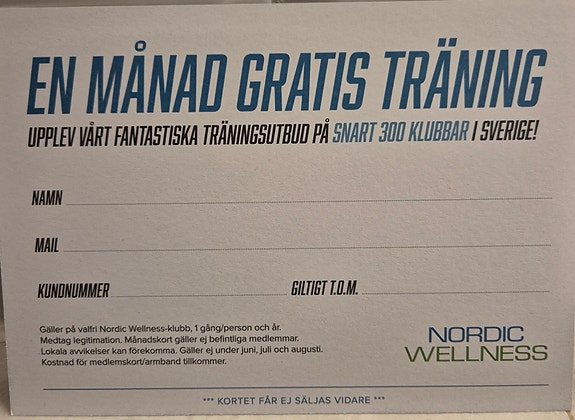 EN MÅNAD GRATIS TRÄNING
UPPLEV VÅRT FANTASTISKA TRÄNINGSUTBUD PÅ SNART 300 KLUBBAR I SVERIGE!
NAMN
MAIL
KUNDNUMMER GILTIGT T.O.M.
Gäller på valfri Nordic Wellness-klubb, 1 gång/person och år.
Medtag legitimation. Månadskort gäller ej befintliga medlemmar.
Lokala avvikelser kan förekomma. Gäller ej under juni, juli och augusti.
Kostnad för medlemskort/armband tillkommer.
NORDIC
WELLNESS
*** KORTET FÅR EJ SÄLJAS VIDARE ***